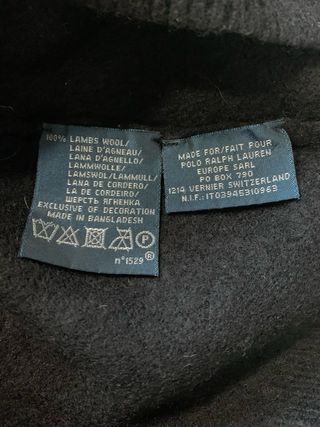 100% LAMBS WOOL/
LAINE D'AGNEAU/
LANA D'AGNELLO/
LAMMWOLLE/
LAMSWOL/LAMMULL/
LANA DE CORDERO/
LA DE CORDEIRO/
ШЕРСТЬ ЯГНЕНКА
EXCLUSIVE OF DECORATION
MADE IN BANGLADESH
P
n°1529®
MADE FOR/FAIT POUR
POLO RALPH LAUREN
EUROPE SARL
PO BOX 790
1214 VERNIER SWITZERLAND
N.I.F.: IT03945310963